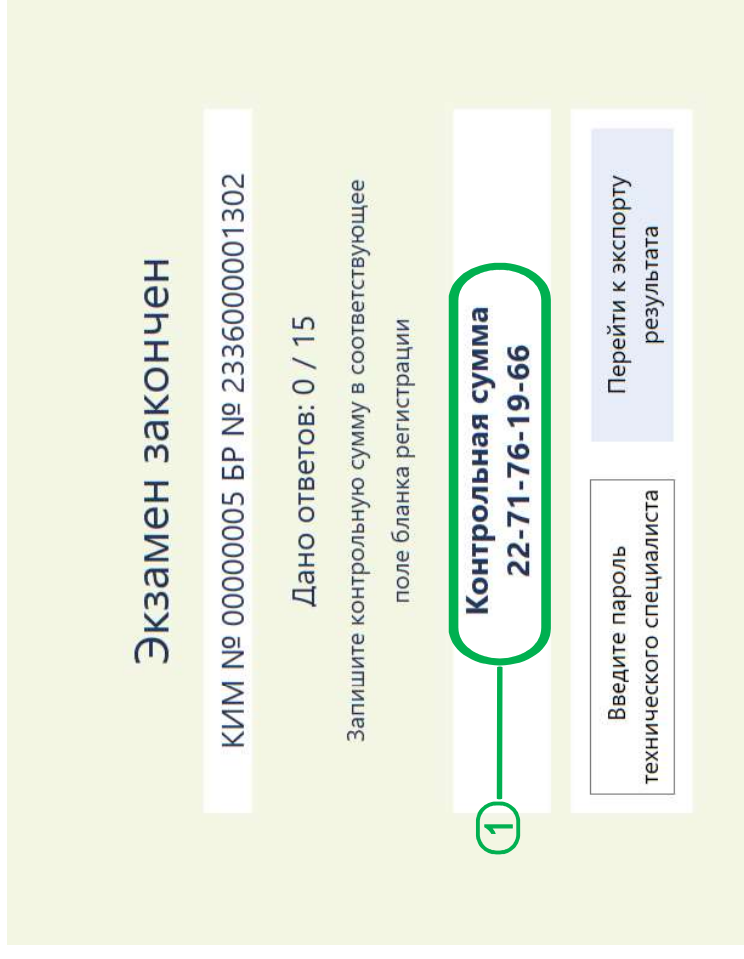 Экзамен закончен
КИМ № 00000005 БР № 2336000001302
Дано ответов: 0 / 15
Запишите контрольную сумму в соответствующее
поле бланка регистрации
1
Контрольная сумма
22-71-76-19-66
Введите пароль
технического специалиста
Перейти к экспорту
результата